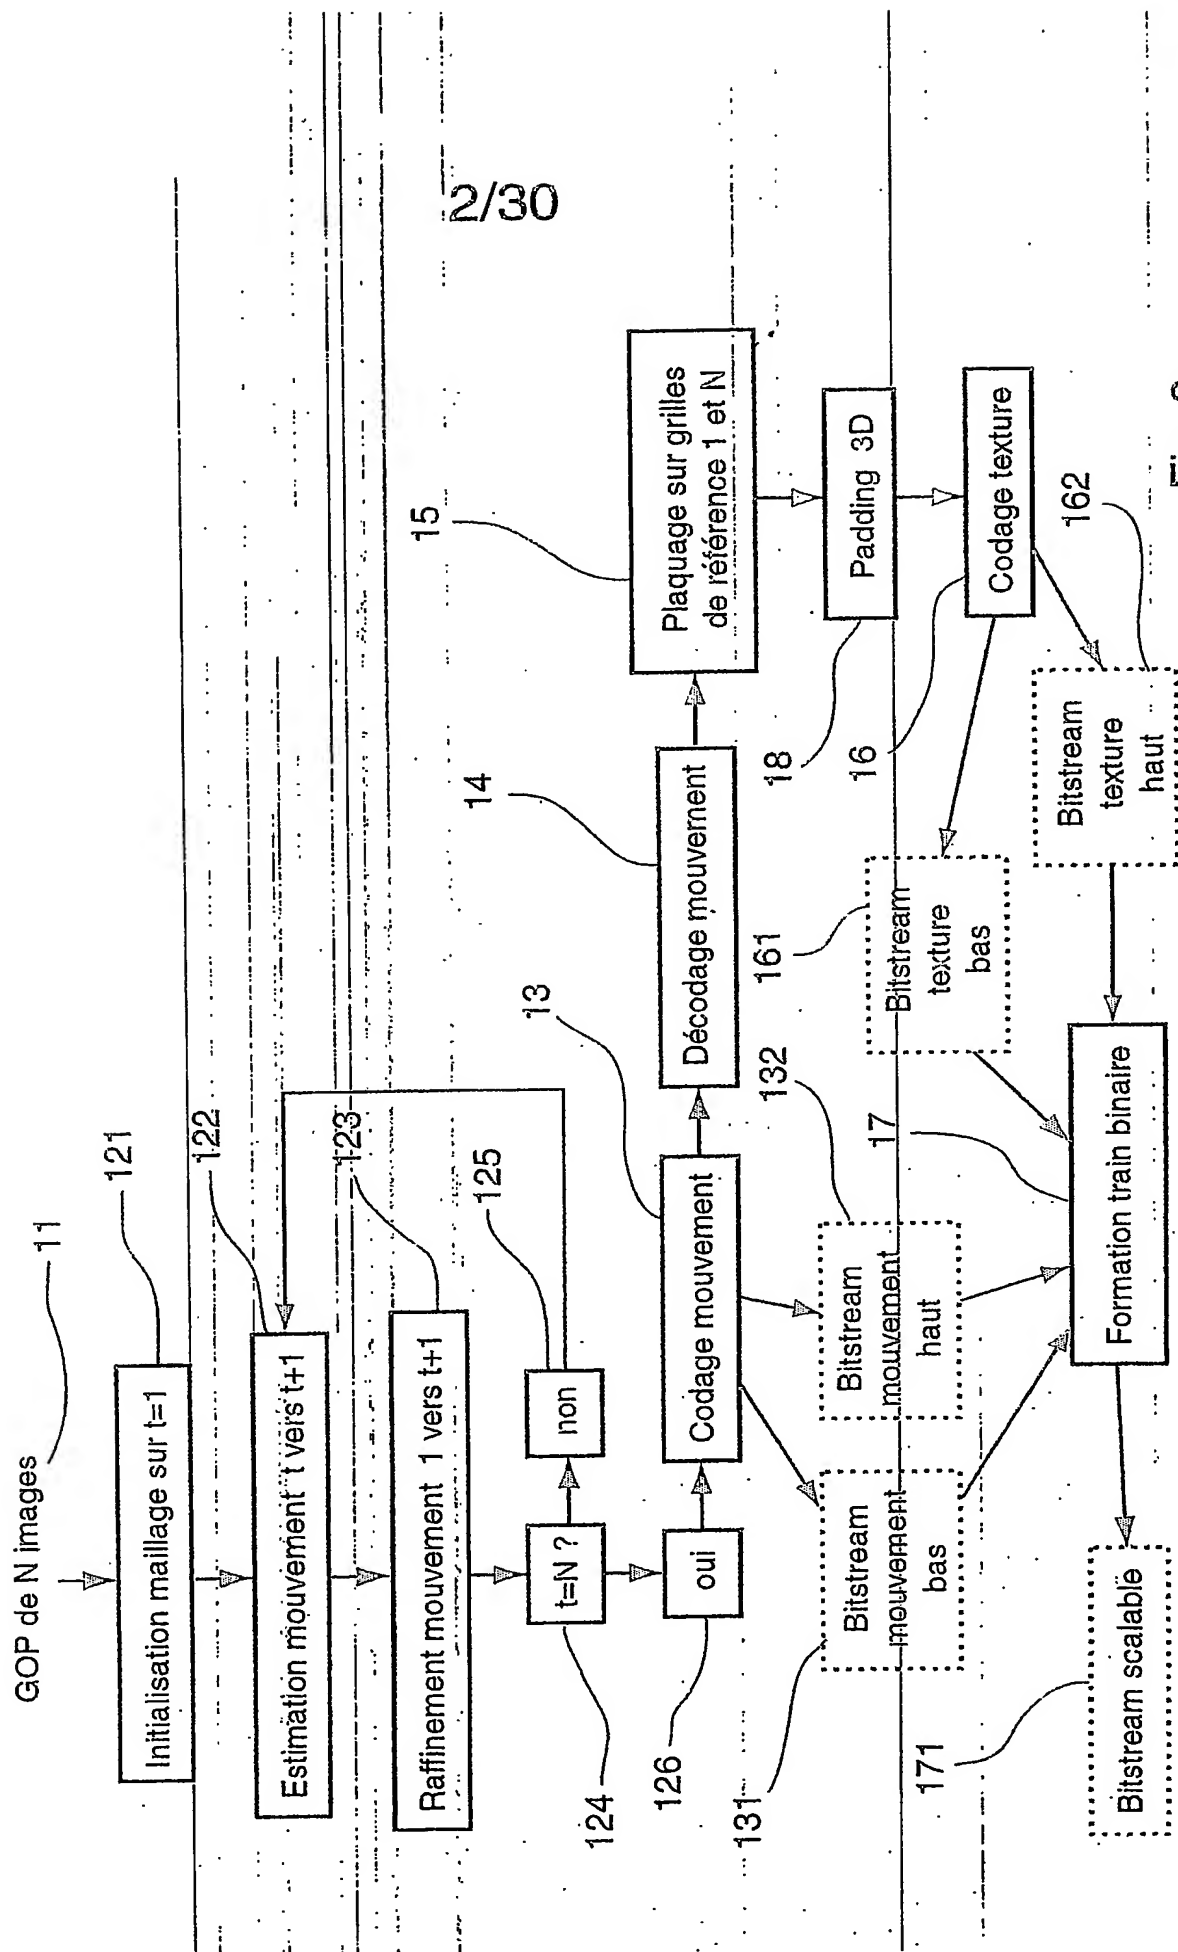 2/30
GOP de N images
11
Initialisation maillage sur t=1
121
Estimation mouvement t vers t+1
122
Raffinement mouvement 1 vers t+1
123
t=N ?
124
non
125
oui
126
Codage mouvement
13
Décodage mouvement
14
Plaquage sur grilles
de référence 1 et N
15
Padding 3D
18
Codage texture
16
Bitstream
mouvement
bas
131
Bitstream
mouvement
haut
132
Bitstream
texture
bas
161
Bitstream
texture
haut
162
Formation train binaire
17
Bitstream scalable
171